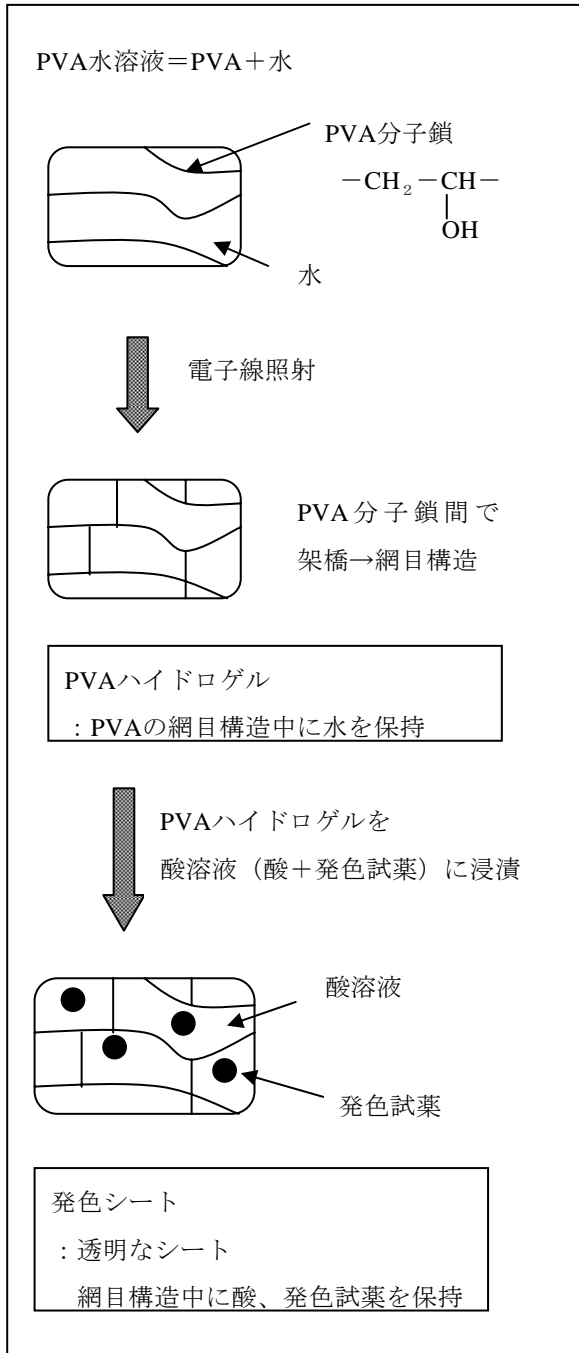 PVA水溶液＝PVA＋水
PVA分子鎖
－CH₂－CH－
OH
水
電子線照射
PVA分子鎖間で
架橋→網目構造
PVAハイドロゲル
：PVAの網目構造中に水を保持
PVAハイドロゲルを
酸溶液（酸＋発色試薬）に浸漬
酸溶液
発色試薬
発色シート
：透明なシート
網目構造中に酸、発色試薬を保持